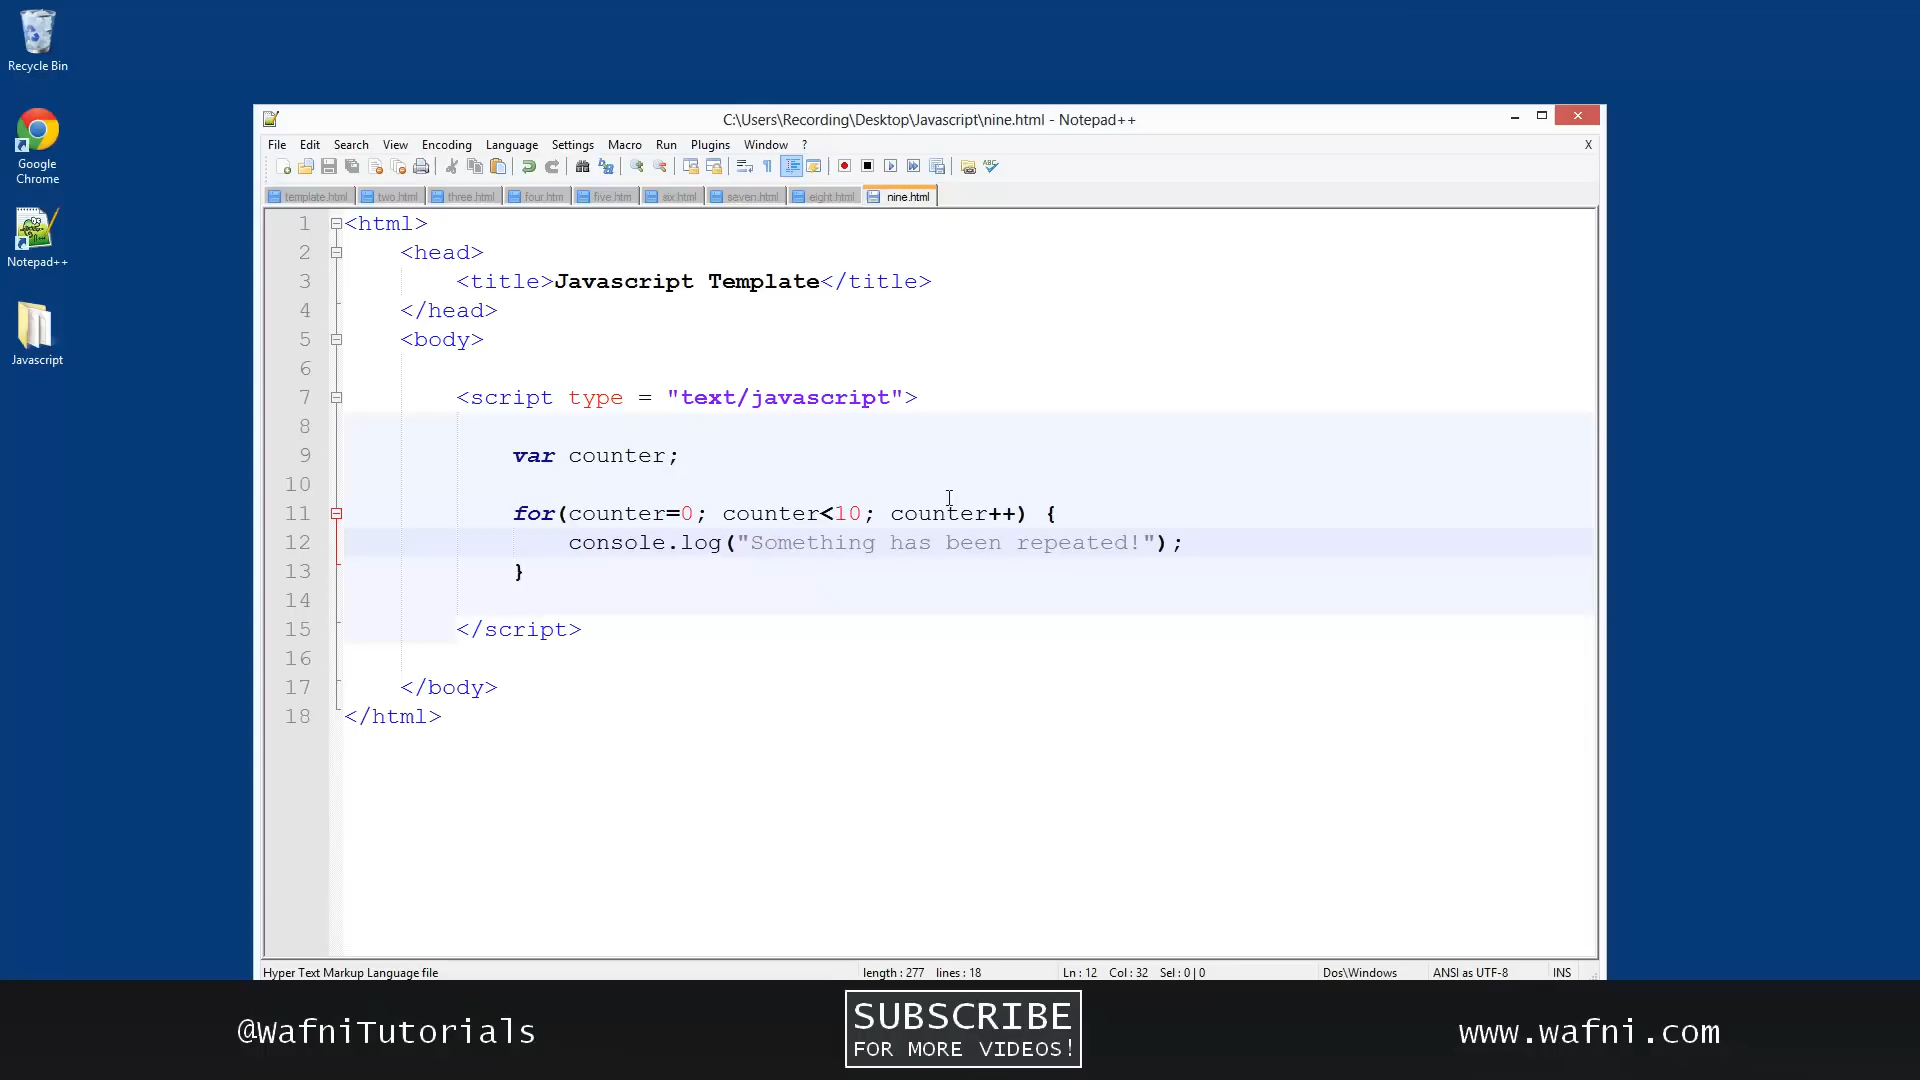 Recycle Bin
Google
Chrome
Notepad++
Javascript
C:\Users\Recording\Desktop\Javascript\nine.html - Notepad++
File Edit Search View Encoding Language Settings Macro Run Plugins Window ? X
template.html two.html three.html four.htm five.htm six.html seven.html eight.html nine.html
1 <html>
2 <head>
3 <title>Javascript Template</title>
4 </head>
5 <body>
6
7 <script type = "text/javascript">
8
9 var counter;
10
11 for(counter=0; counter<10; counter++) {
12 console.log("Something has been repeated!");
13 }
14
15 </script>
16
17 </body>
18 </html>
Hyper Text Markup Language file length : 277 lines : 18 Ln : 12 Col : 32 Sel : 0 | 0 Dos\Windows ANSI as UTF-8 INS
@WafniTutorials
SUBSCRIBE
FOR MORE VIDEOS!
www.wafni.com